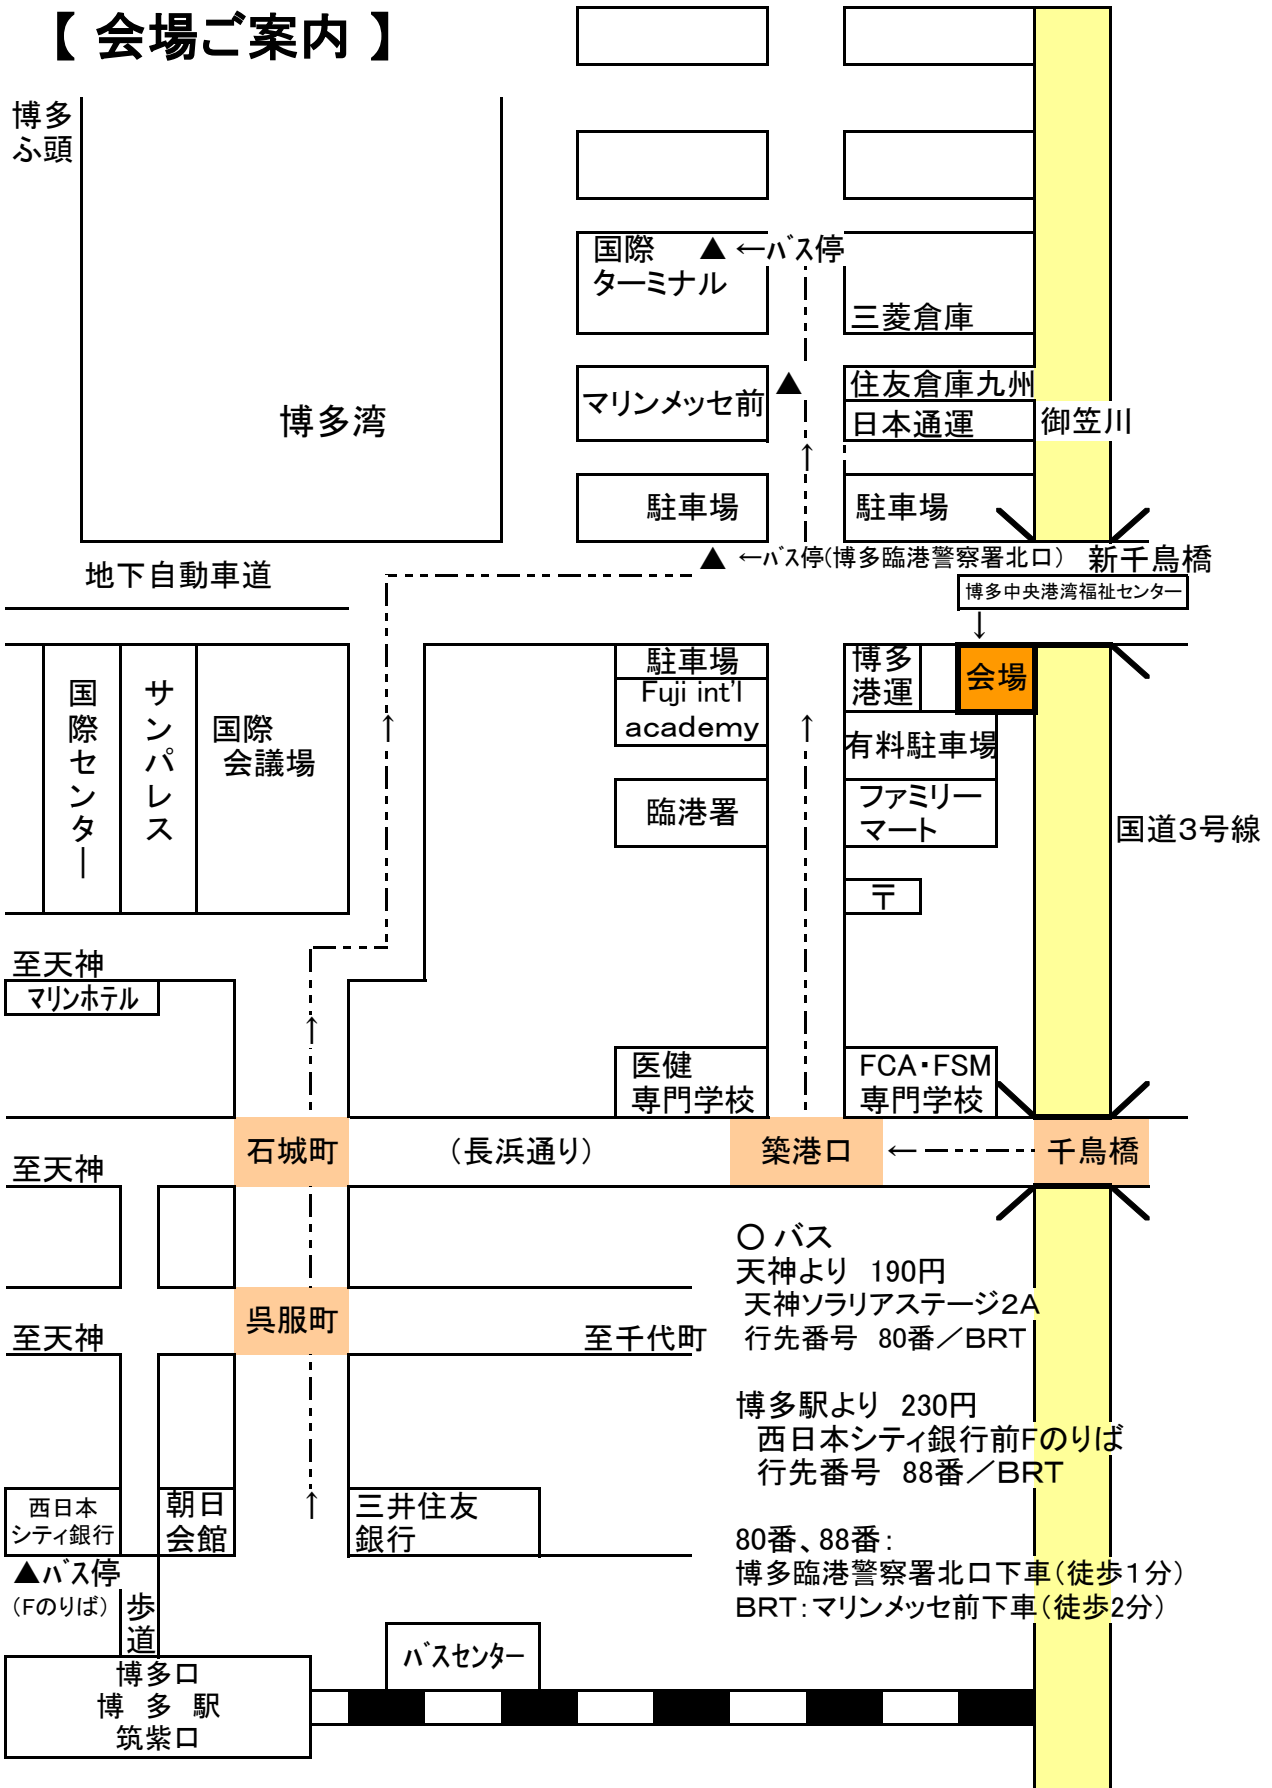 【 会場ご案内 】
博多
ふ頭
国際
ターミナル
▲ ←バス停
三菱倉庫
マリンメッセ前
▲
住友倉庫九州
日本通運
御笠川
博多湾
↑
駐車場
駐車場
▲ ←バス停(博多臨港警察署北口)
新千鳥橋
地下自動車道
博多中央港湾福祉センター
↓
国際センター
サンパレス
国際
会議場
↑
駐車場
Fuji int'l
academy
臨港署
↑
博多
港運
会場
有料駐車場
ファミリー
マート
〒
国道3号線
至天神
マリンホテル
↑
医健
専門学校
FCA・FSM
専門学校
石城町
(長浜通り)
築港口
←
千鳥橋
至天神
呉服町
至天神
至千代町
○ バス
天神より 190円
天神ソラリアステージ2A
行先番号 80番／BRT
博多駅より 230円
西日本シティ銀行前Fのりば
行先番号 88番／BRT
80番、88番：
博多臨港警察署北口下車(徒歩1分)
BRT：マリンメッセ前下車(徒歩2分)
西日本
シティ銀行
朝日
会館
↑
三井住友
銀行
▲バス停
(Fのりば)
歩道
バスセンター
博多口
博 多 駅
筑紫口